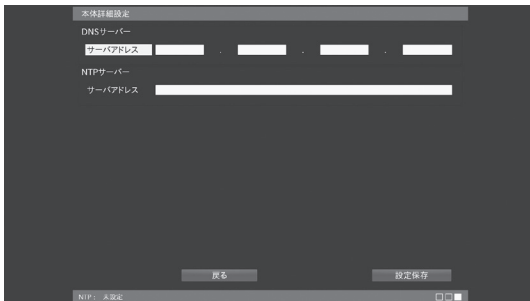 本体詳細設定
DNSサーバー
サーバアドレス . . .
NTPサーバー
サーバアドレス
戻る 設定保存
NTP: 未設定